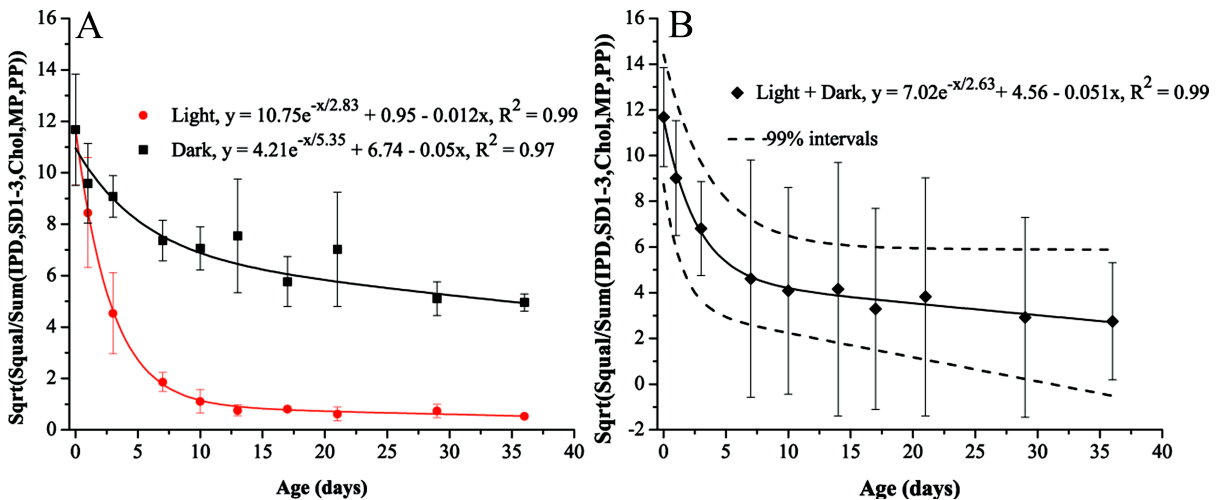 A
Sqrt(Squal/Sum(IPD,SD1-3,Chol,MP,PP))
16
14
12
10
8
6
4
2
0
Light, y = 10.75e^-x/2.83 + 0.95 - 0.012x, R^2 = 0.99
Dark, y = 4.21e^-x/5.35 + 6.74 - 0.05x, R^2 = 0.97
0 5 10 15 20 25 30 35 40
Age (days)
B
Sqrt(Squal/Sum(IPD,SD1-3,Chol,MP,PP))
16
14
12
10
8
6
4
2
0
-2
Light + Dark, y = 7.02e^-x/2.63 + 4.56 - 0.051x, R^2 = 0.99
99% intervals
0 5 10 15 20 25 30 35 40
Age (days)